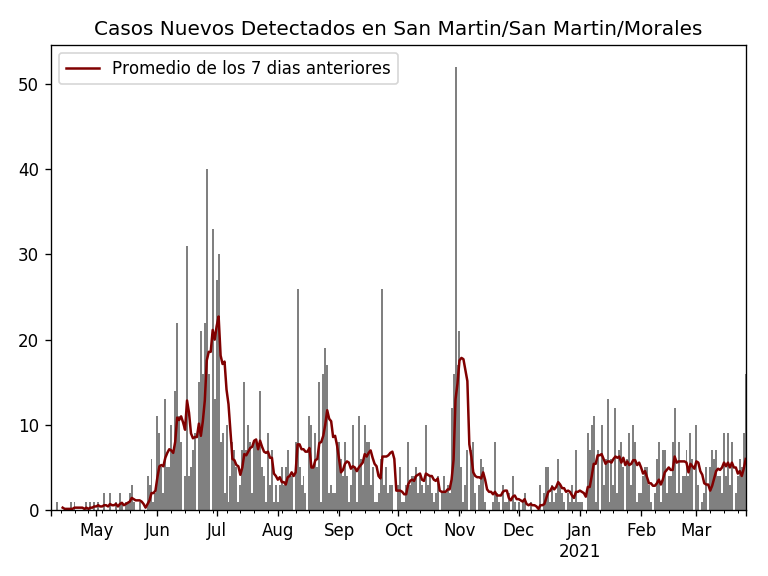 Casos Nuevos Detectados en San Martin/San Martin/Morales
Promedio de los 7 dias anteriores
50
40
30
20
10
0
May Jun Jul Aug Sep Oct Nov Dec Jan Feb Mar
2021